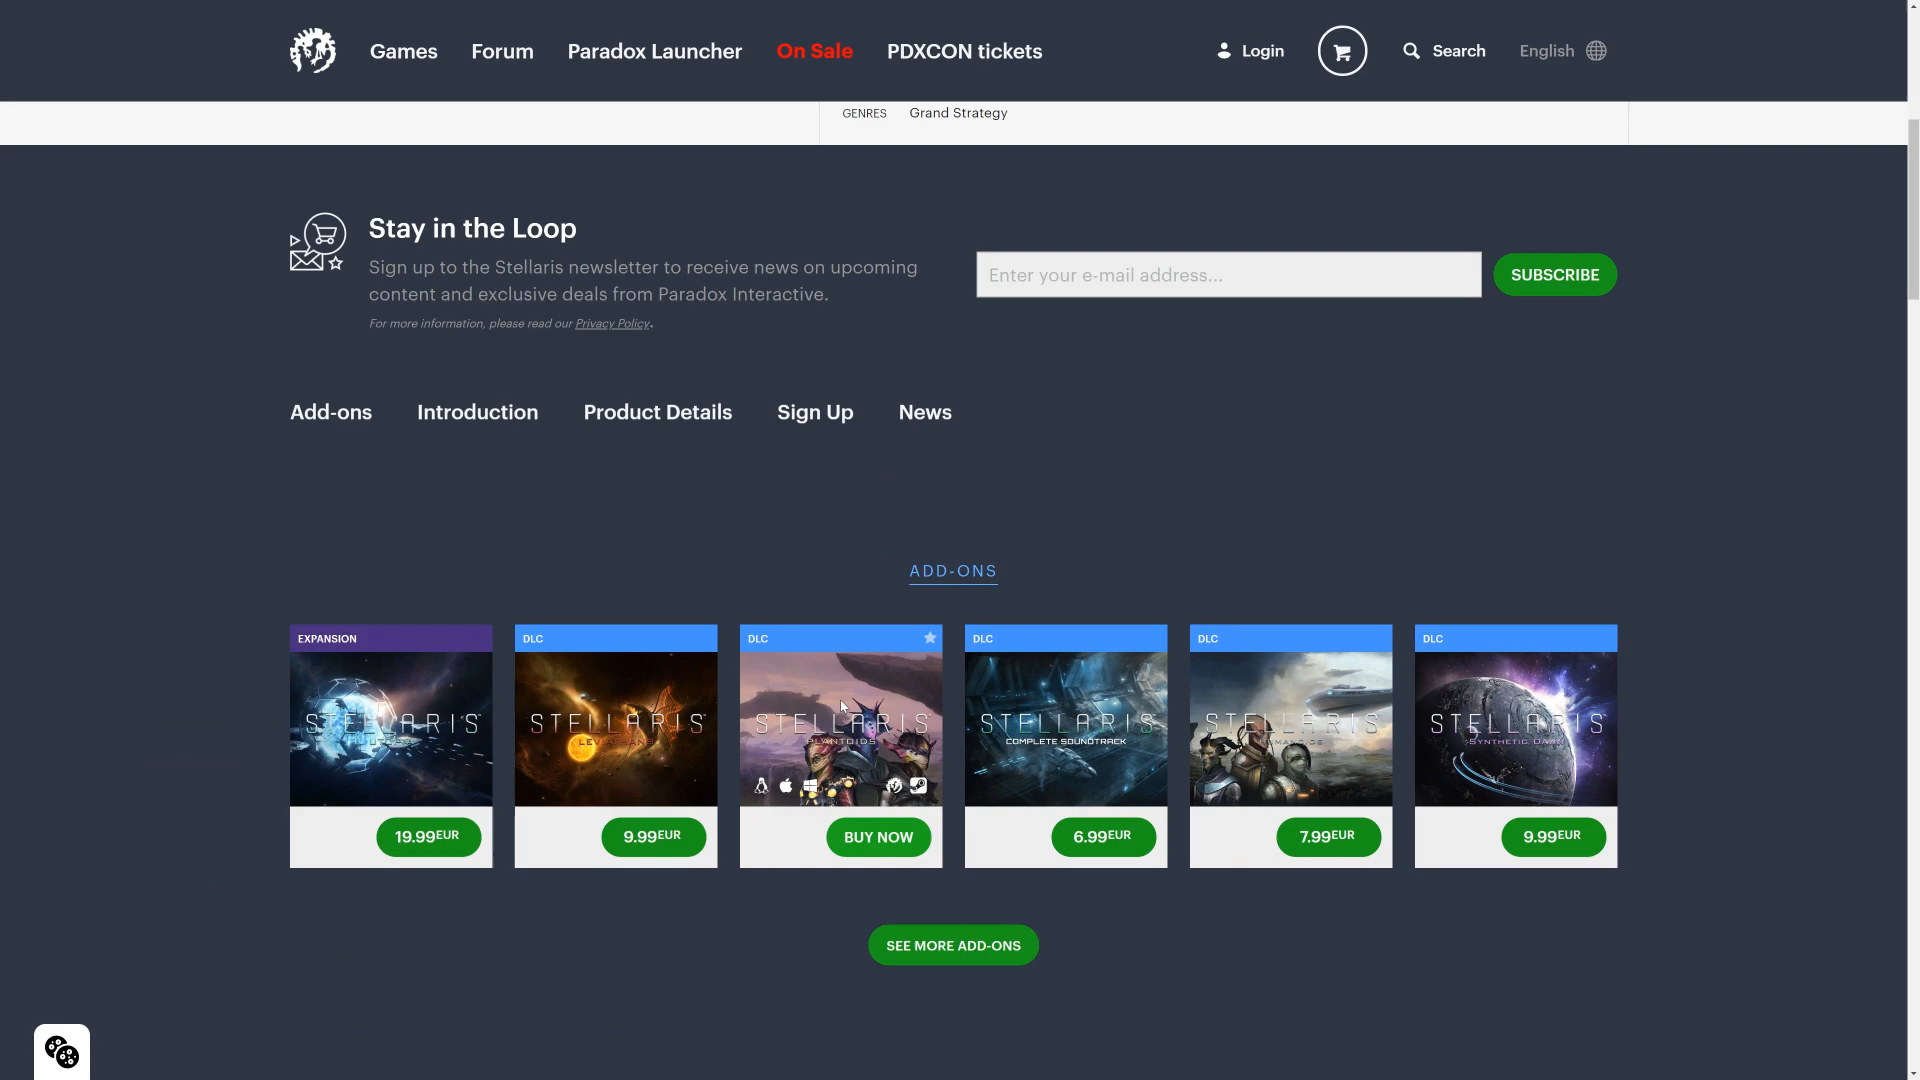 Games Forum Paradox Launcher On Sale PDXCON tickets Login Search English
GENRES Grand Strategy
Stay in the Loop
Sign up to the Stellaris newsletter to receive news on upcoming
content and exclusive deals from Paradox Interactive.
For more information, please read our Privacy Policy.
Enter your e-mail address...
SUBSCRIBE
Add-ons Introduction Product Details Sign Up News
ADD-ONS
EXPANSION
STELLARIS
19.99EUR
DLC
STELLARIS
LEVIATHANS
9.99EUR
DLC
STELLARIS
PLANTOIDS
BUY NOW
DLC
STELLARIS
COMPLETE SOUNDTRACK
6.99EUR
DLC
STELLARIS
HUMANOIDS
7.99EUR
DLC
STELLARIS
SYNTHETIC DAWN
9.99EUR
SEE MORE ADD-ONS